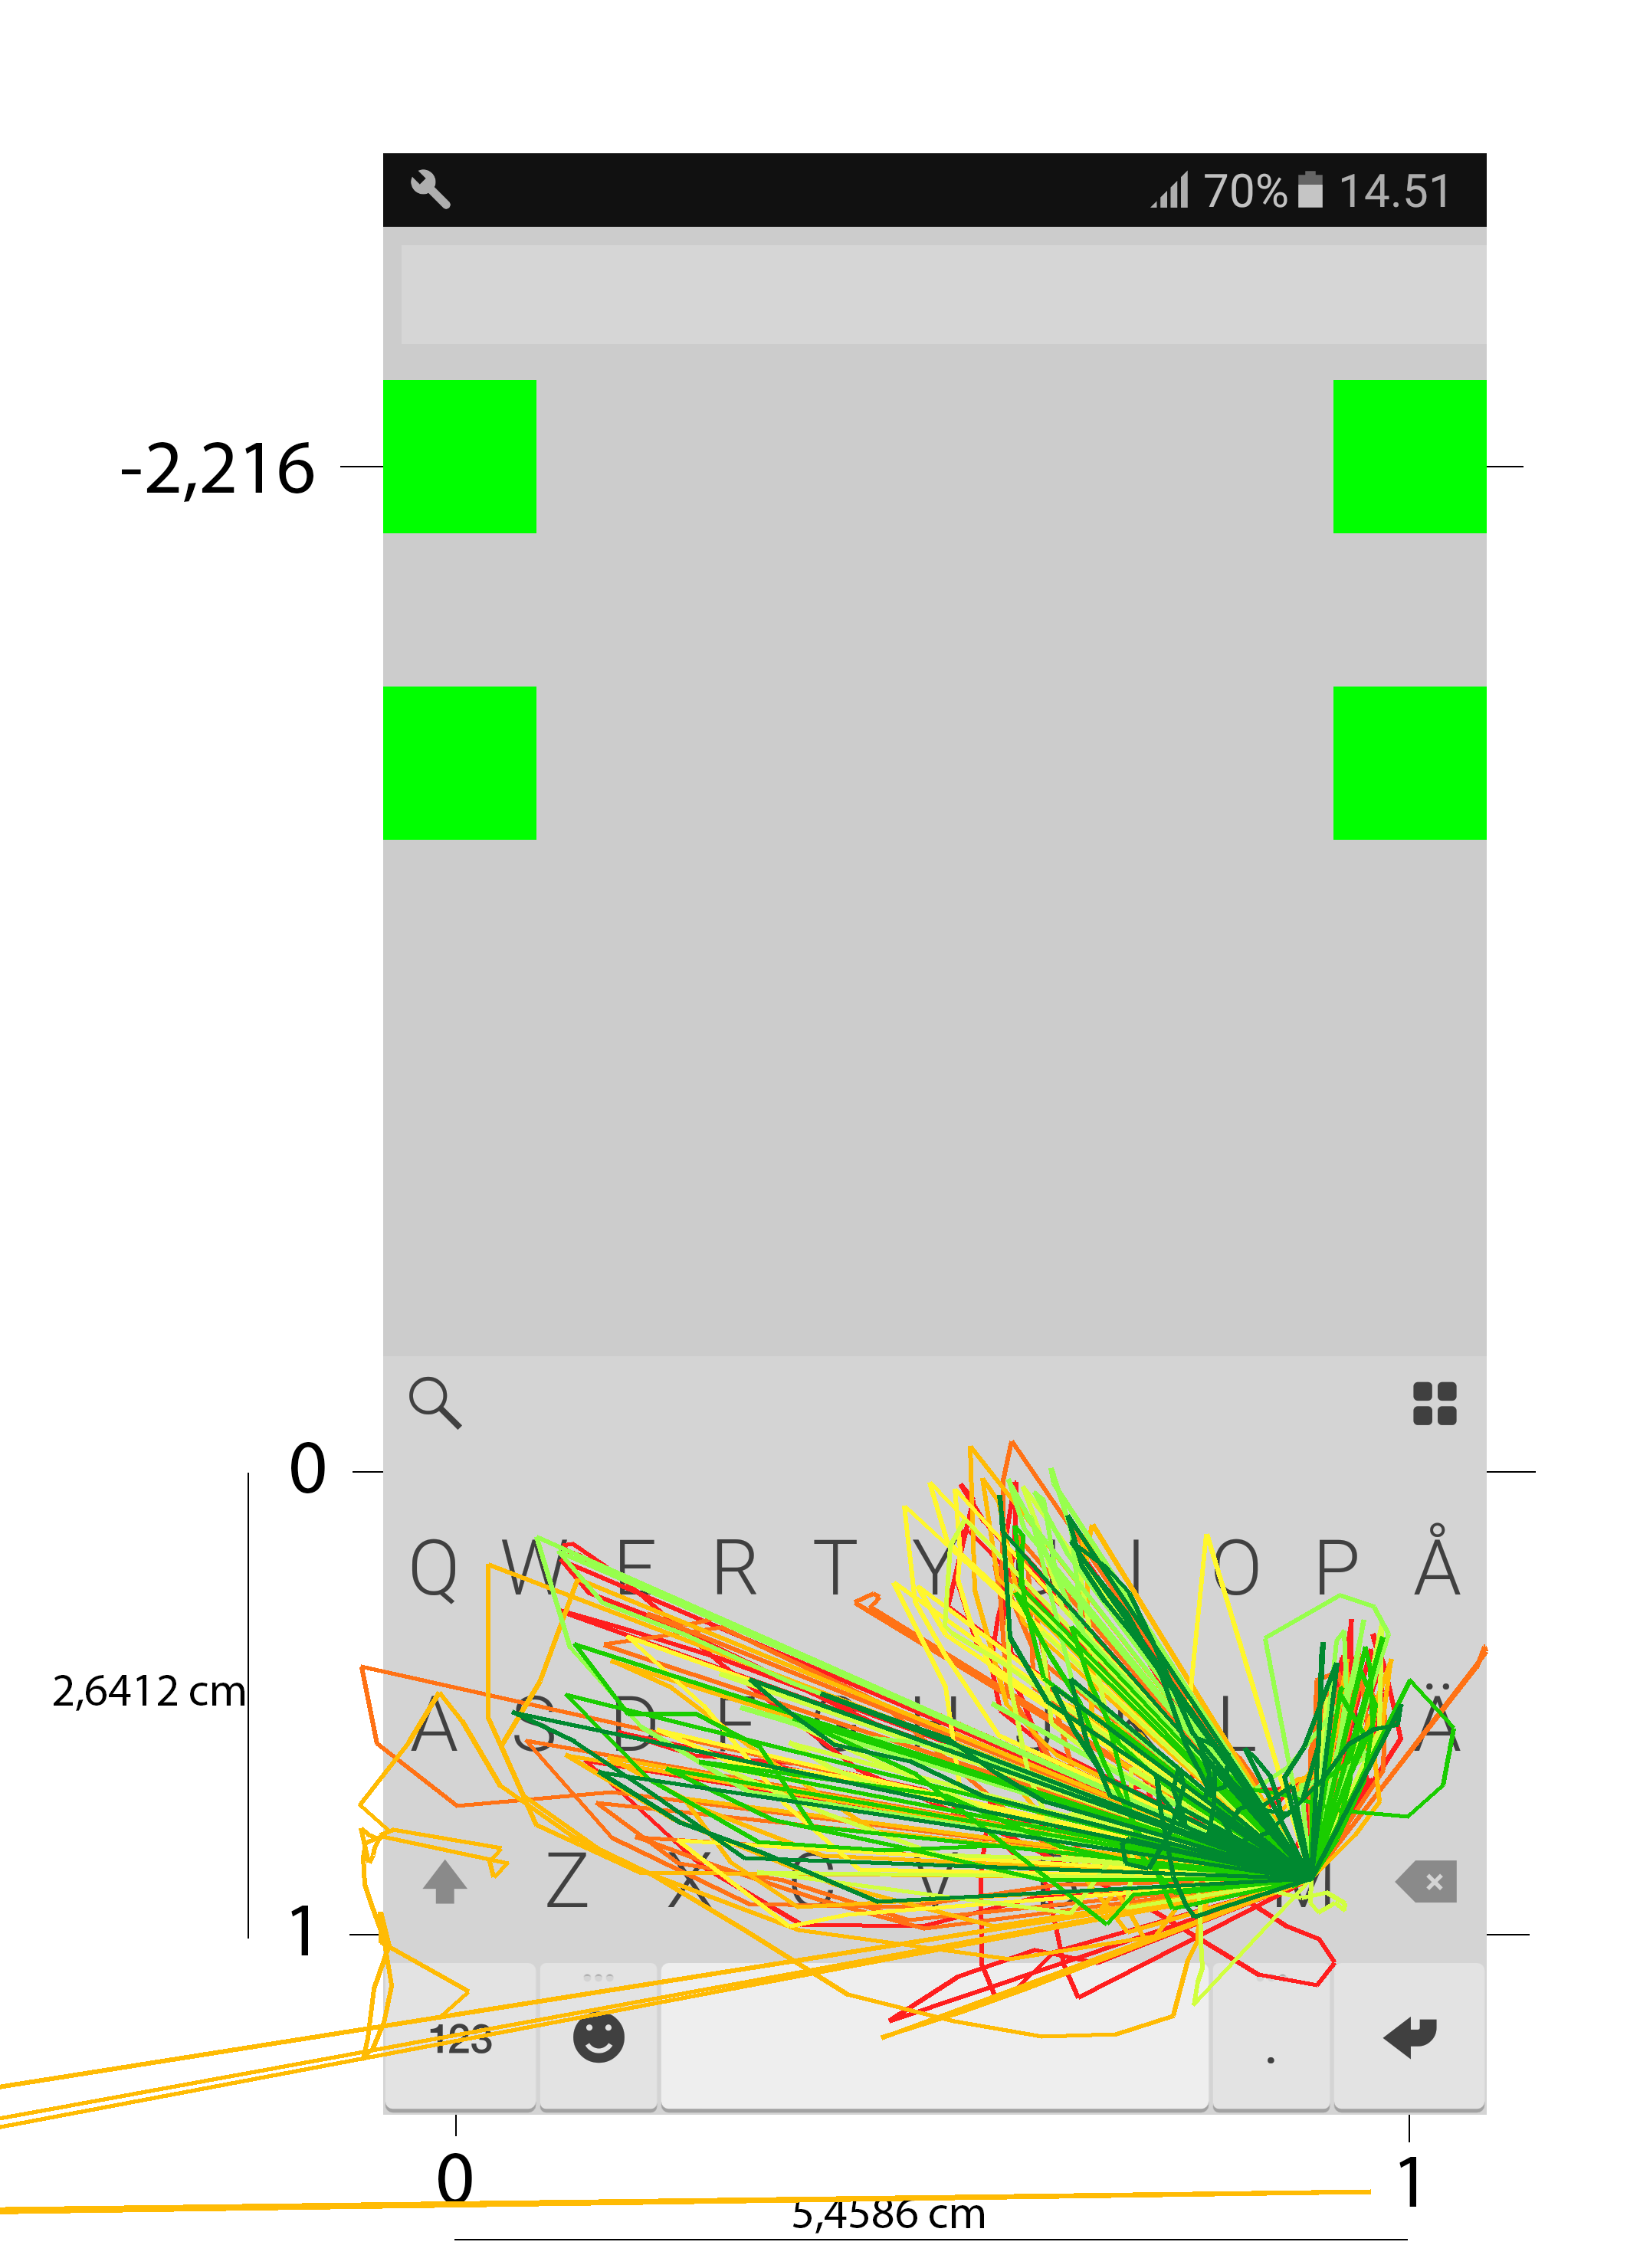 70% 14.51
-2,216
0
Q W E R T Y U I O P Å
2,6412 cm
A S D F G H J K L Ä
Z X C V B N M
1
123
.
0 1
5,4586 cm